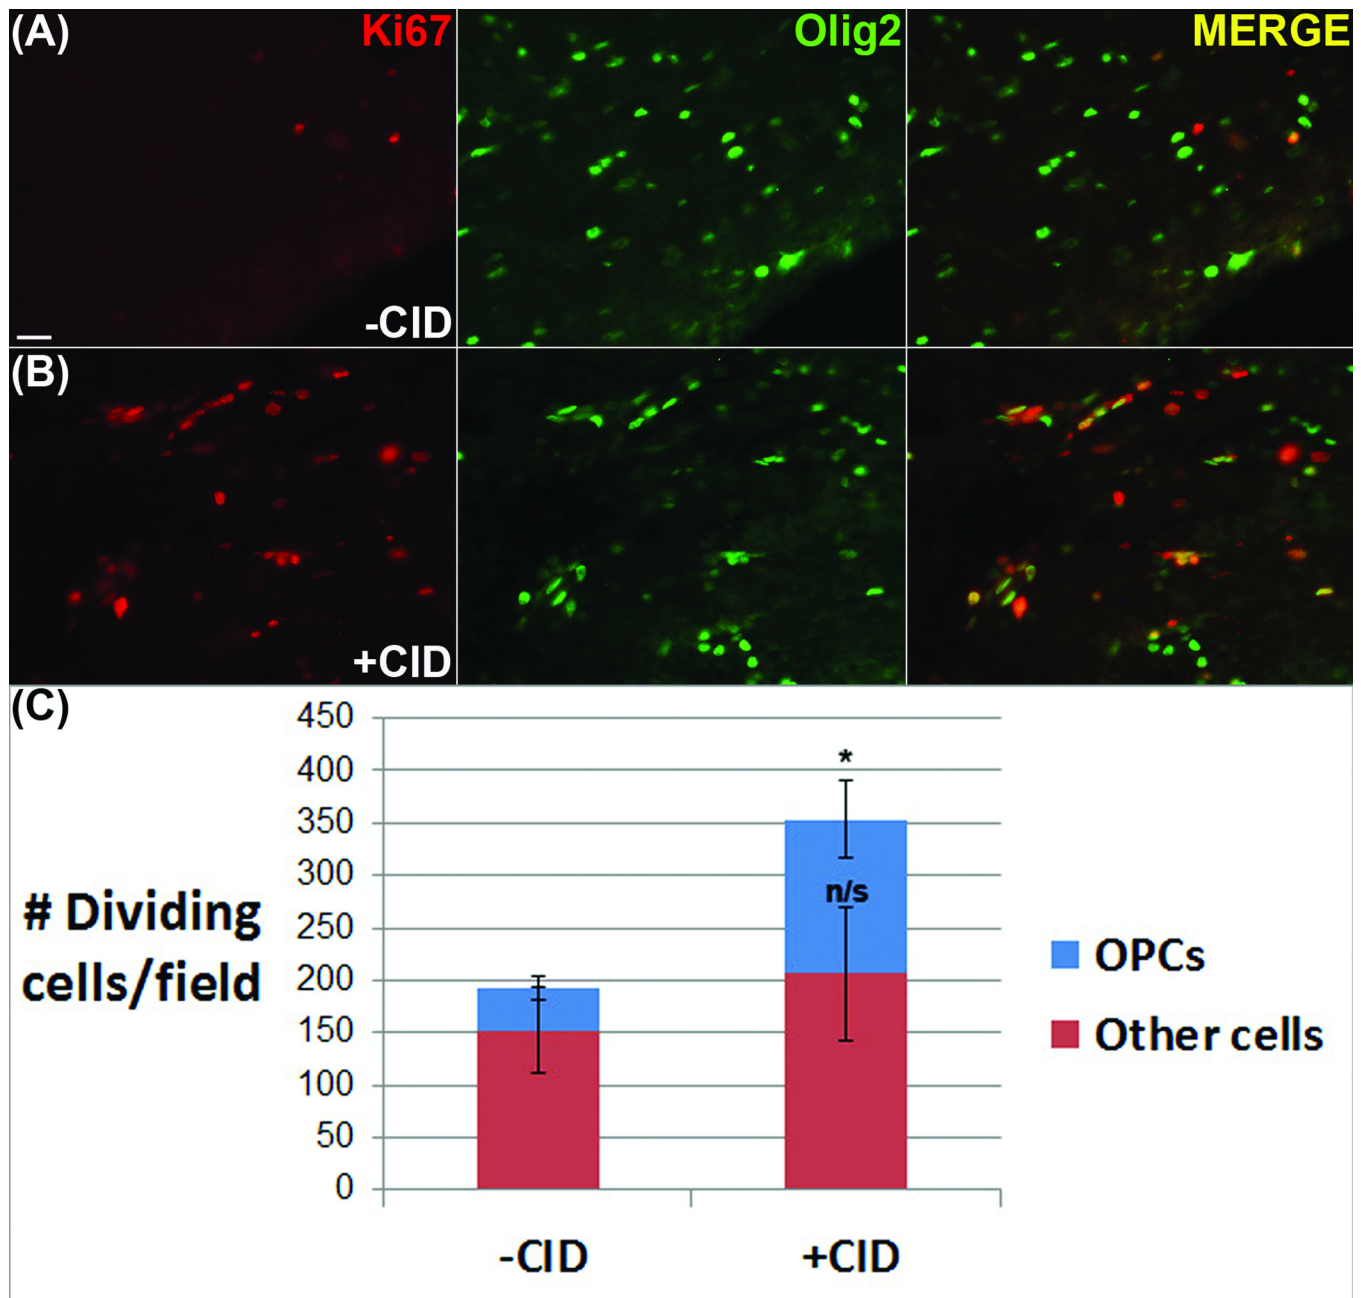 (A)
Ki67
Olig2
MERGE
-CID
(B)
+CID
(C)
450
400
350
300
250
200
150
100
50
0
# Dividing
cells/field
*
n/s
OPCs
Other cells
-CID
+CID